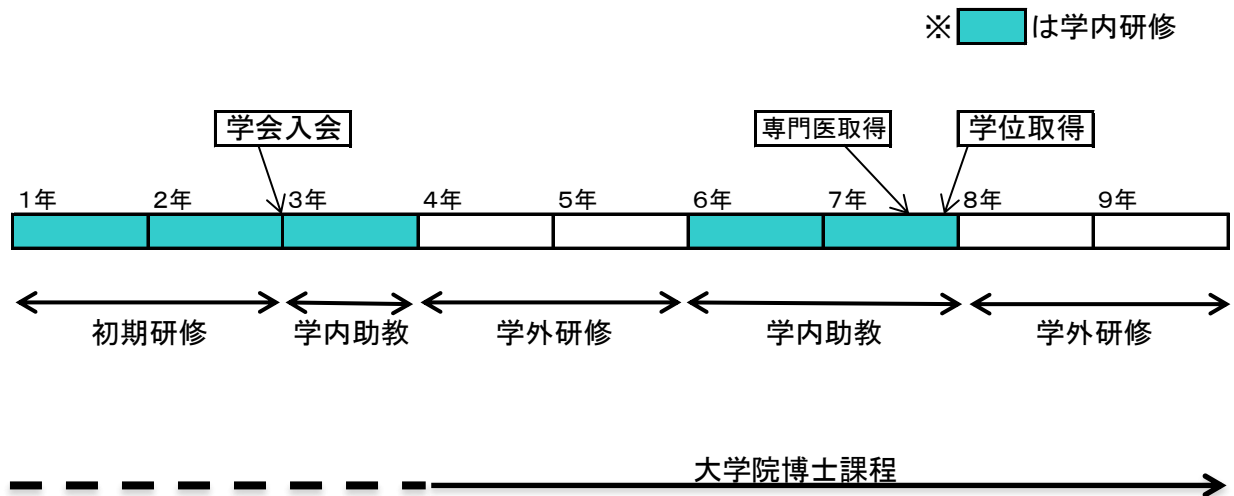 ※ は学内研修
学会入会
専門医取得
学位取得
1年 2年 3年 4年 5年 6年 7年 8年 9年
初期研修 学内助教 学外研修 学内助教 学外研修
大学院博士課程